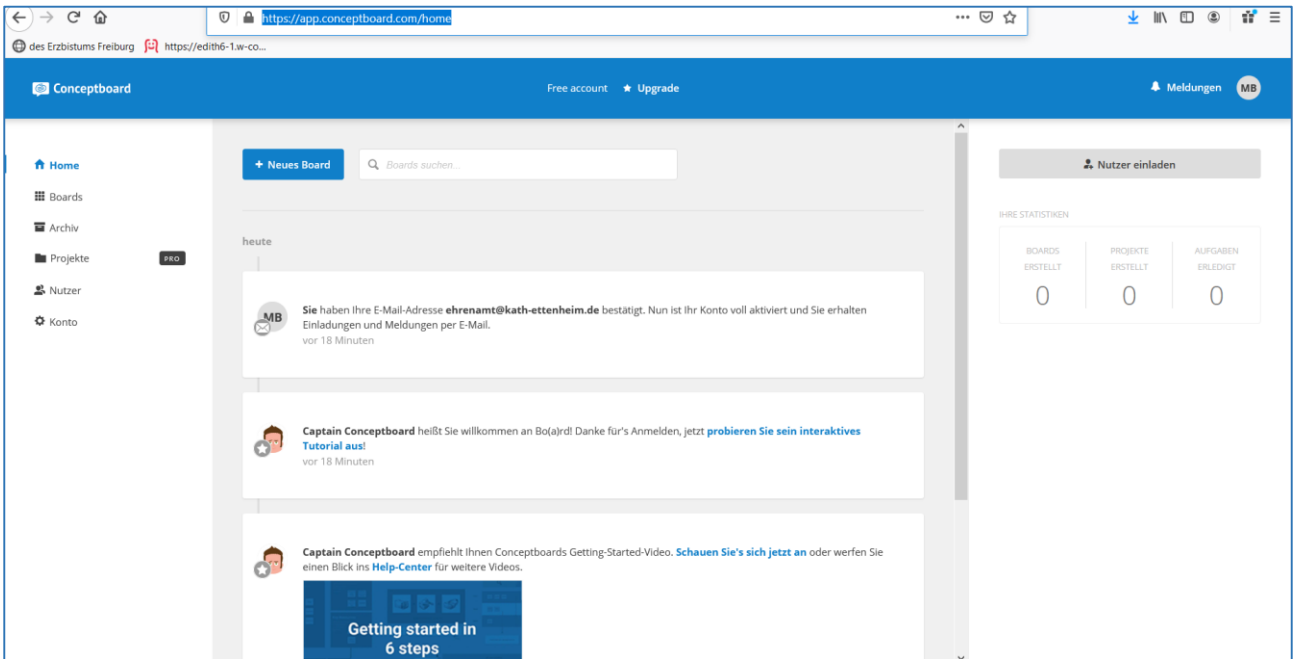 https://app.conceptboard.com/home
des Erzbistums Freiburg https://edith6-1.w-co...
Conceptboard
Free account ★ Upgrade
Meldungen MB
Home
Boards
Archiv
Projekte PRO
Nutzer
Konto
+ Neues Board
Boards suchen...
heute
MB
Sie haben Ihre E-Mail-Adresse ehrenamt@kath-ettenheim.de bestätigt. Nun ist Ihr Konto voll aktiviert und Sie erhalten
Einladungen und Meldungen per E-Mail.
vor 18 Minuten
Captain Conceptboard heißt Sie willkommen an Bo(a)rd! Danke für's Anmelden, jetzt probieren Sie sein interaktives
Tutorial aus!
vor 18 Minuten
Captain Conceptboard empfiehlt Ihnen Conceptboards Getting-Started-Video. Schauen Sie's sich jetzt an oder werfen Sie
einen Blick ins Help-Center für weitere Videos.
Getting started in
6 steps
Nutzer einladen
IHRE STATISTIKEN
BOARDS PROJEKTE AUFGABEN
ERSTELLT ERSTELLT ERLEDIGT
0 0 0